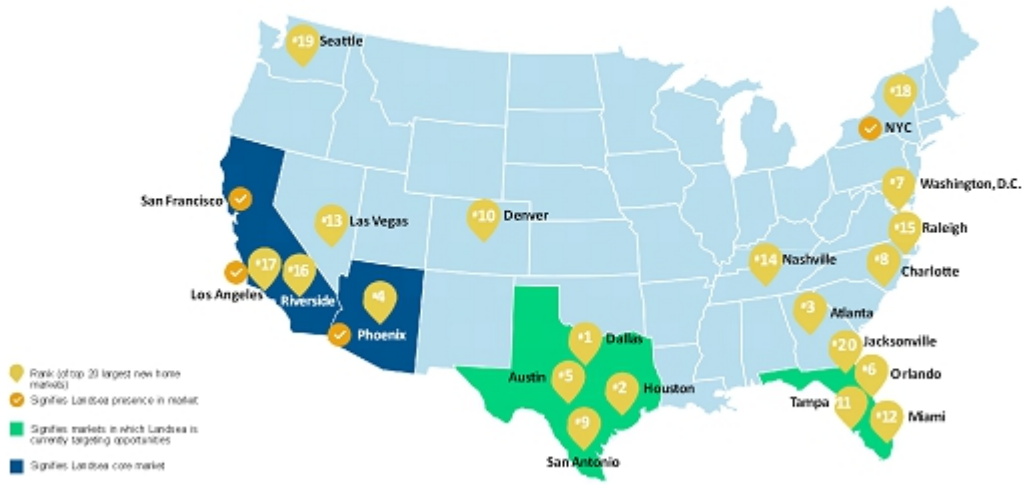 #19 Seattle
#18
NYC
#7 Washington, D.C.
San Francisco
#13 Las Vegas
#10 Denver
#15 Raleigh
#14 Nashville
#8 Charlotte
#17
#16
Los Angeles
Riverside
#4
Phoenix
#3 Atlanta
#1 Dallas
#20 Jacksonville
Austin #5
#2 Houston
#6 Orlando
Tampa 11
#12 Miami
#9
San Antonio
Rank (of top 20 largest new home
markets)
Signifies Landsea presence in market
Signifies markets in which Landsea is
currently targeting opportunities
Signifies Landsea core market